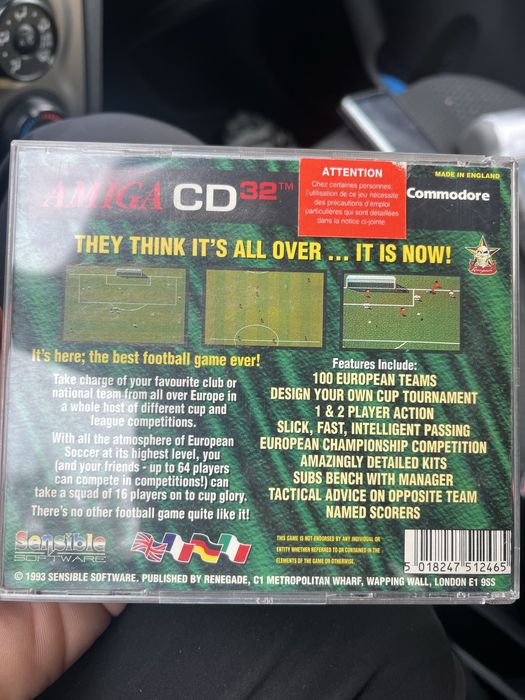 AMIGA CD32™
ATTENTION
Chez certaines personnes,
l'utilisation de ce jeu nécessite
des précautions d'emploi
particulières qui sont détaillées
dans la notice ci-jointe
MADE IN ENGLAND
Commodore
THEY THINK IT'S ALL OVER ... IT IS NOW!
Renegade
It's here; the best football game ever!
Take charge of your favourite club or
national team from all over Europe in
a whole host of different cup and
league competitions.
With all the atmosphere of European
Soccer at its highest level, you
(and your friends - up to 64 players
can compete in competitions!) can
take a squad of 16 players on to cup glory.
There's no other football game quite like it!
Features Include:
100 EUROPEAN TEAMS
DESIGN YOUR OWN CUP TOURNAMENT
1 & 2 PLAYER ACTION
SLICK, FAST, INTELLIGENT PASSING
EUROPEAN CHAMPIONSHIP COMPETITION
AMAZINGLY DETAILED KITS
SUBS BENCH WITH MANAGER
TACTICAL ADVICE ON OPPOSITE TEAM
NAMED SCORERS
Sensible
SOFTWARE
THIS GAME IS NOT ENDORSED BY ANY INDIVIDUAL OR
ENTITY WHETHER REFERRED TO OR CONTAINED IN THE
ELEMENTS OF THE GAME OR OTHERWISE.
5 018247 512465
© 1993 SENSIBLE SOFTWARE. PUBLISHED BY RENEGADE, C1 METROPOLITAN WHARF, WAPPING WALL, LONDON E1 9SS